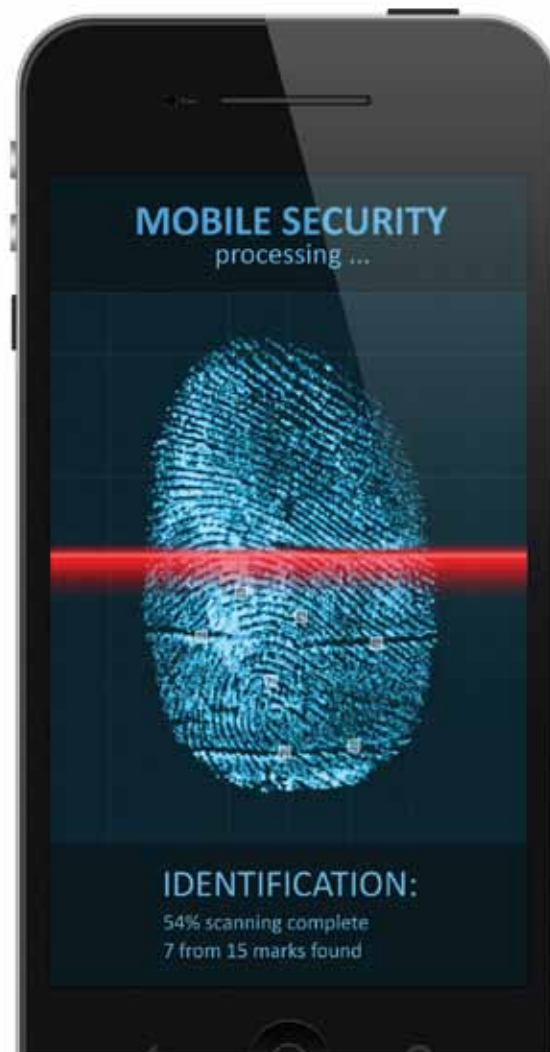 MOBILE SECURITY
processing ...
IDENTIFICATION:
54% scanning complete
7 from 15 marks found